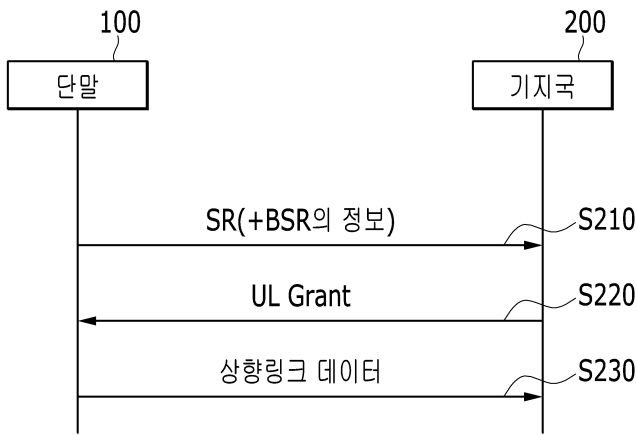 100
200
단말
기지국
SR(+BSR의 정보)
S210
UL Grant
S220
상향링크 데이터
S230